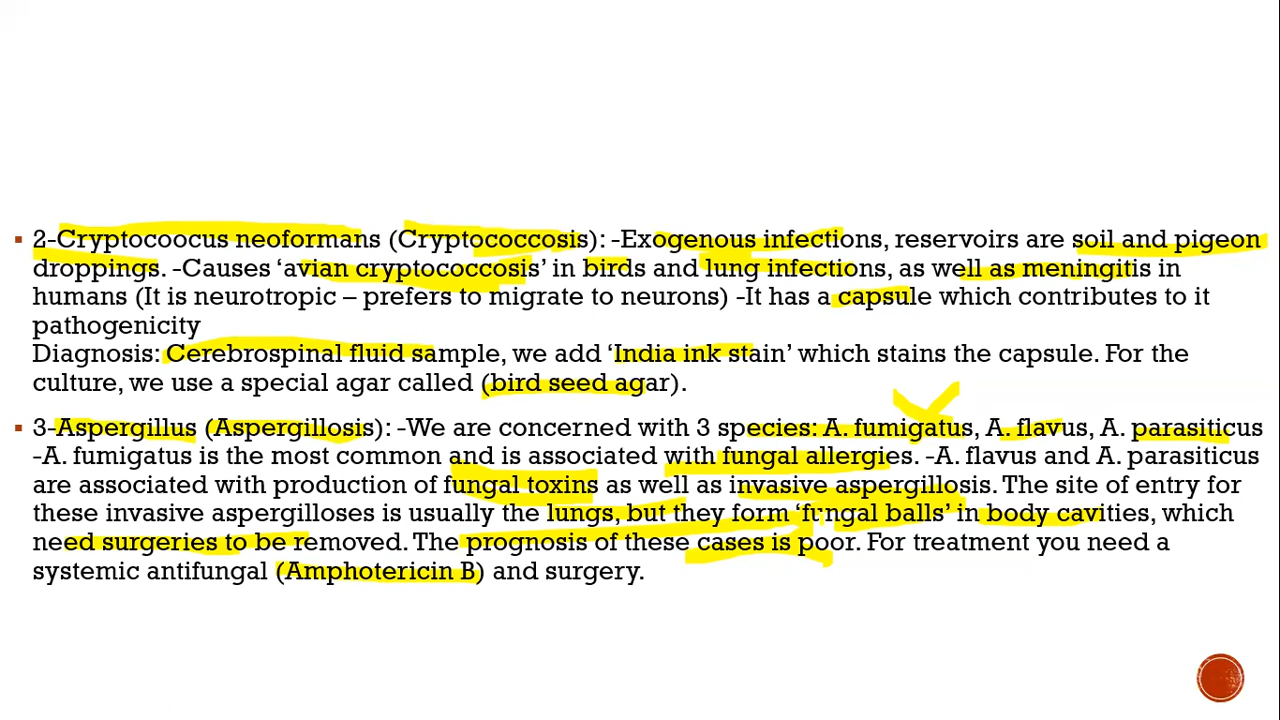 2-Cryptocoocus neoformans (Cryptococcosis): -Exogenous infections, reservoirs are soil and pigeon
droppings. -Causes ‘avian cryptococcosis’ in birds and lung infections, as well as meningitis in
humans (It is neurotropic – prefers to migrate to neurons) -It has a capsule which contributes to it
pathogenicity
Diagnosis: Cerebrospinal fluid sample, we add ‘India ink stain’ which stains the capsule. For the
culture, we use a special agar called (bird seed agar).
3-Aspergillus (Aspergillosis): -We are concerned with 3 species: A. fumigatus, A. flavus, A. parasiticus
-A. fumigatus is the most common and is associated with fungal allergies. -A. flavus and A. parasiticus
are associated with production of fungal toxins as well as invasive aspergillosis. The site of entry for
these invasive aspergilloses is usually the lungs, but they form ‘fungal balls’ in body cavities, which
need surgeries to be removed. The prognosis of these cases is poor. For treatment you need a
systemic antifungal (Amphotericin B) and surgery.